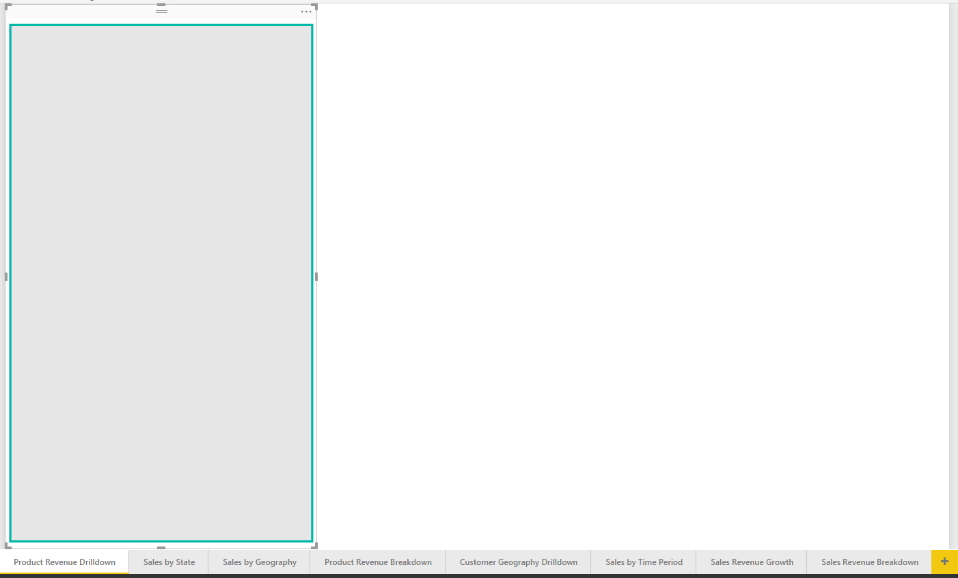 Product Revenue Drilldown
Sales by State
Sales by Geography
Product Revenue Breakdown
Customer Geography Drilldown
Sales by Time Period
Sales Revenue Growth
Sales Revenue Breakdown